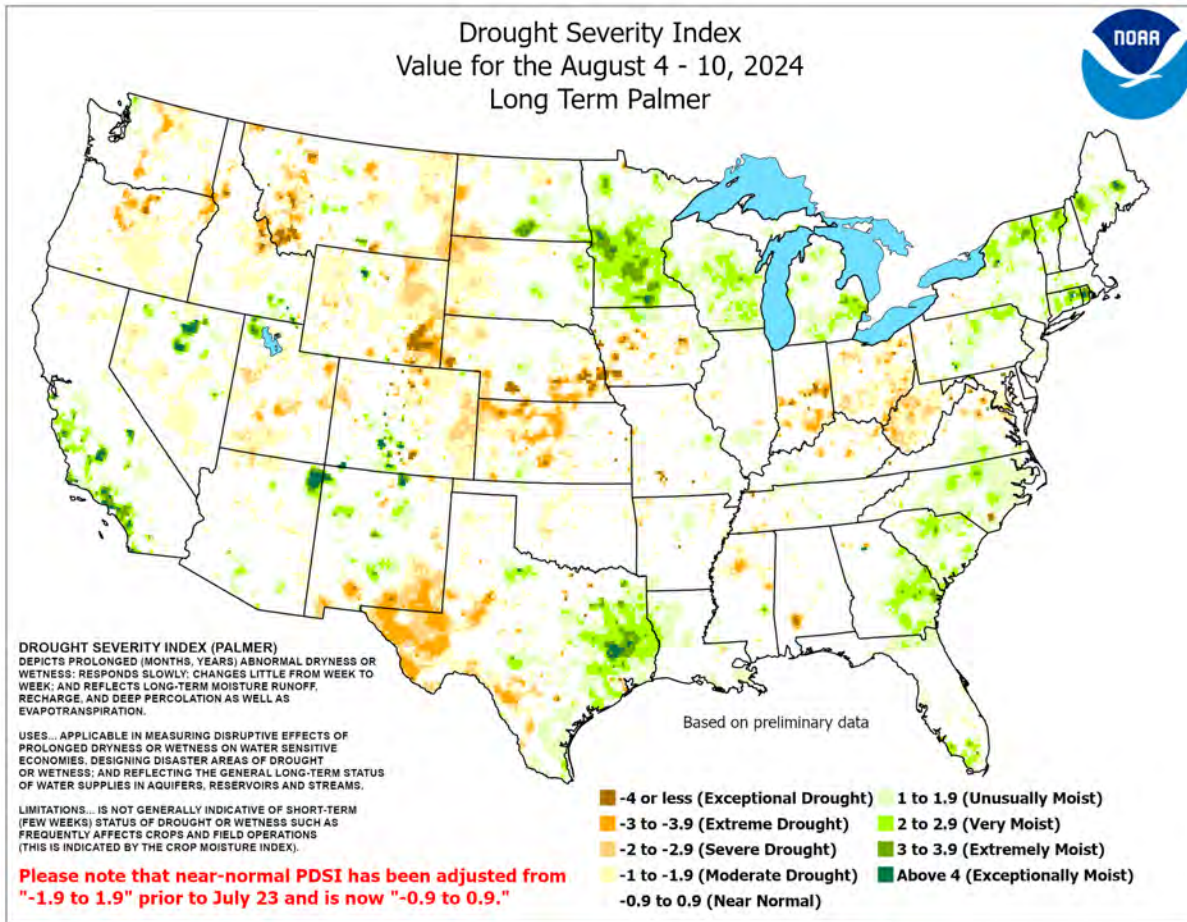 Drought Severity Index
Value for the August 4 - 10, 2024
Long Term Palmer
NOAA
DROUGHT SEVERITY INDEX (PALMER)
DEPICTS PROLONGED (MONTHS, YEARS) ABNORMAL DRYNESS OR
WETNESS; RESPONDS SLOWLY; CHANGES LITTLE FROM WEEK TO
WEEK; AND REFLECTS LONG-TERM MOISTURE RUNOFF,
RECHARGE, AND DEEP PERCOLATION AS WELL AS
EVAPOTRANSPIRATION.
USES... APPLICABLE IN MEASURING DISRUPTIVE EFFECTS OF
PROLONGED DRYNESS OR WETNESS ON WATER SENSITIVE
ECONOMIES. DESIGNING DISASTER AREAS OF DROUGHT
OR WETNESS; AND REFLECTING THE GENERAL LONG-TERM STATUS
OF WATER SUPPLIES IN AQUIFERS, RESERVOIRS AND STREAMS.
LIMITATIONS... IS NOT GENERALLY INDICATIVE OF SHORT-TERM
(FEW WEEKS) STATUS OF DROUGHT OR WETNESS SUCH AS
FREQUENTLY AFFECTS CROPS AND FIELD OPERATIONS
(THIS IS INDICATED BY THE CROP MOISTURE INDEX).
Please note that near-normal PDSI has been adjusted from
"-1.9 to 1.9" prior to July 23 and is now "-0.9 to 0.9."
Based on preliminary data
-4 or less (Exceptional Drought)
-3 to -3.9 (Extreme Drought)
-2 to -2.9 (Severe Drought)
-1 to -1.9 (Moderate Drought)
-0.9 to 0.9 (Near Normal)
1 to 1.9 (Unusually Moist)
2 to 2.9 (Very Moist)
3 to 3.9 (Extremely Moist)
Above 4 (Exceptionally Moist)